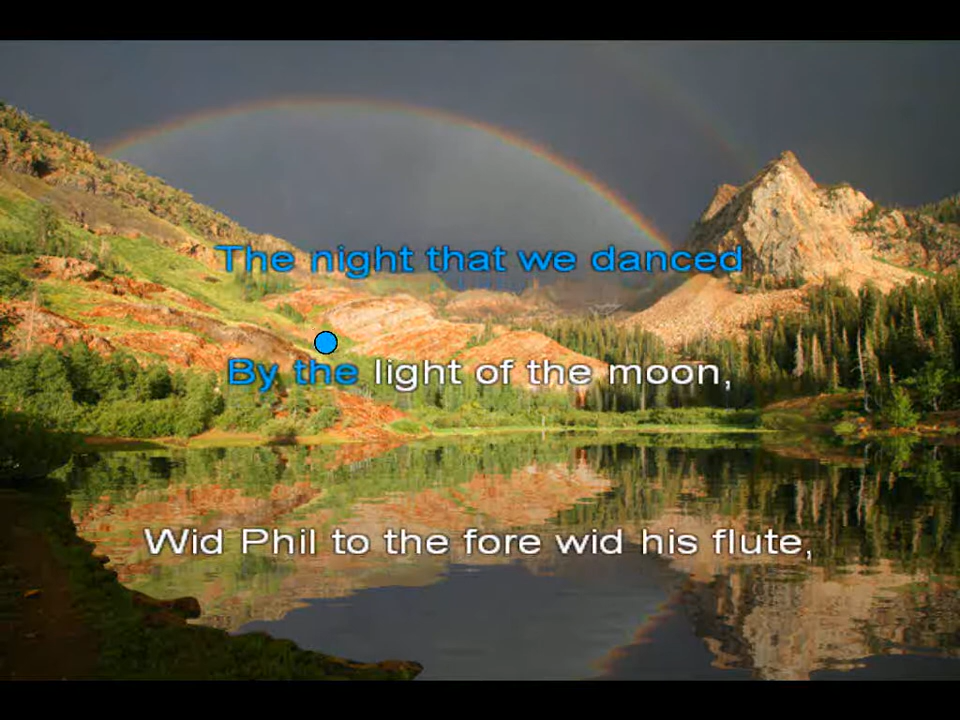 The night that we danced
By the light of the moon,
Wid Phil to the fore wid his flute,